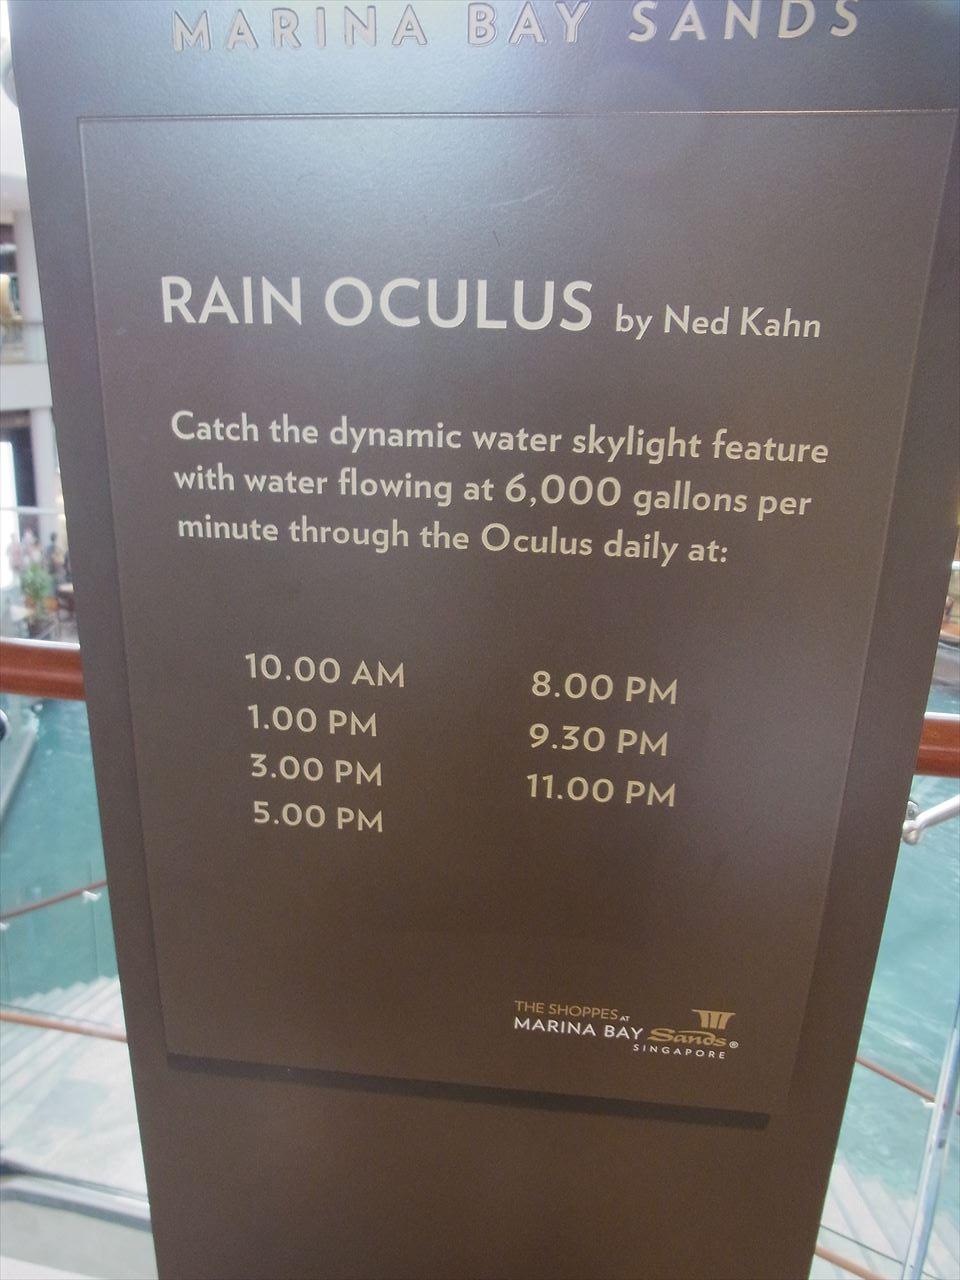 MARINA BAY SANDS
RAIN OCULUS by Ned Kahn
Catch the dynamic water skylight feature
with water flowing at 6,000 gallons per
minute through the Oculus daily at:
10.00 AM
1.00 PM
3.00 PM
5.00 PM
8.00 PM
9.30 PM
11.00 PM
THE SHOPPES AT
MARINA BAY Sands®
SINGAPORE